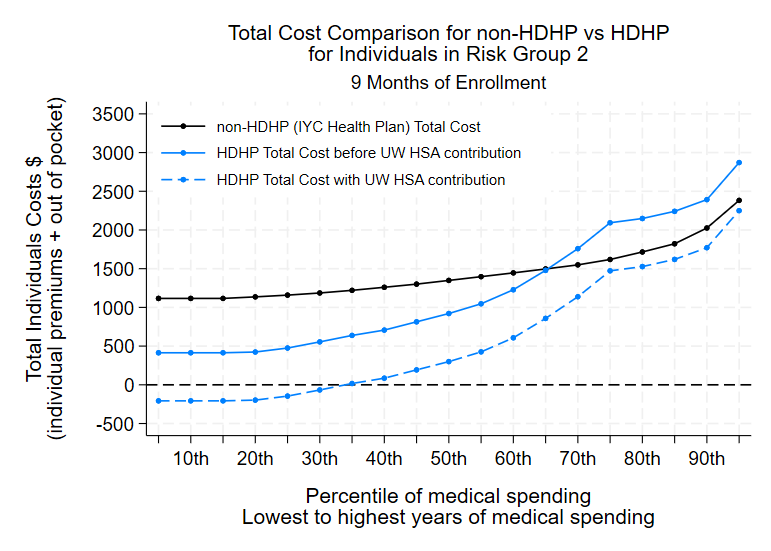 Total Cost Comparison for non-HDHP vs HDHP
for Individuals in Risk Group 2
9 Months of Enrollment
Total Individuals Costs $
(individual premiums + out of pocket)
3500
3000
2500
2000
1500
1000
500
0
-500
non-HDHP (IYC Health Plan) Total Cost
HDHP Total Cost before UW HSA contribution
HDHP Total Cost with UW HSA contribution
10th 20th 30th 40th 50th 60th 70th 80th 90th
Percentile of medical spending
Lowest to highest years of medical spending